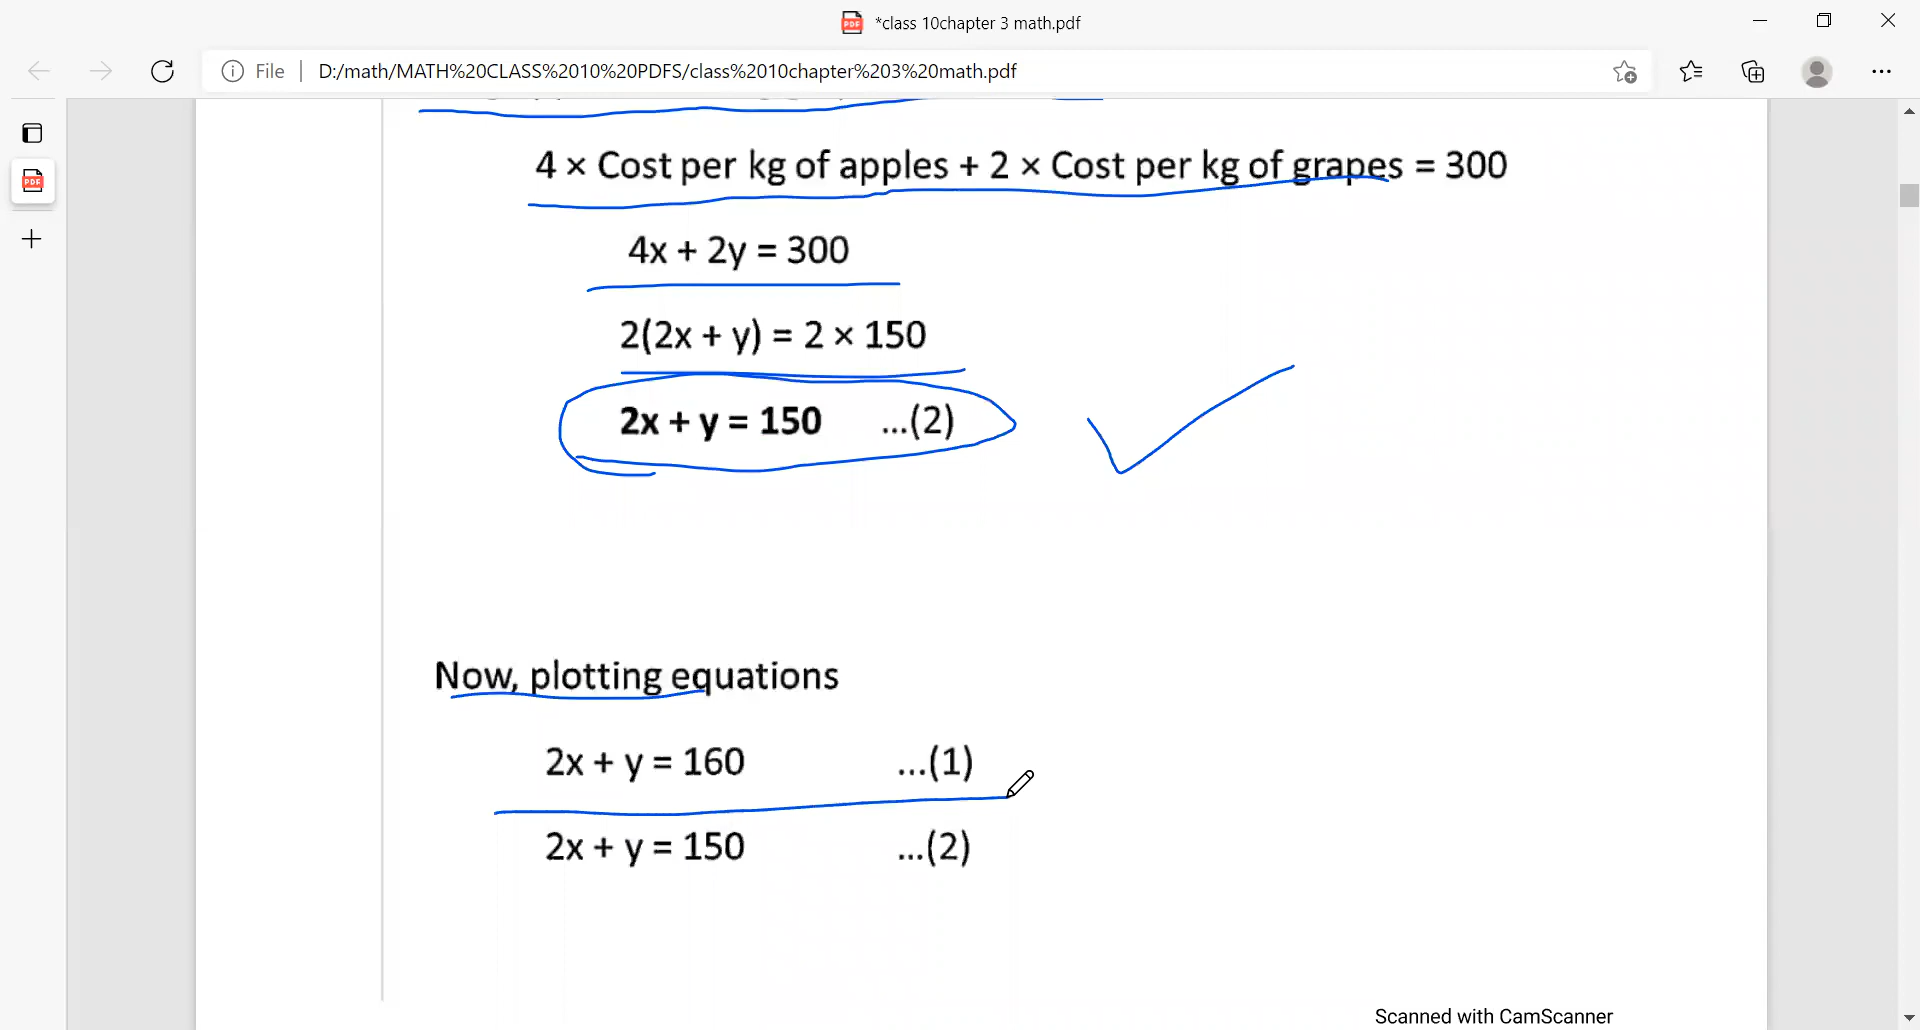 *class 10chapter 3 math.pdf
File | D:/math/MATH%20CLASS%2010%20PDFS/class%2010chapter%203%20math.pdf
4 × Cost per kg of apples + 2 × Cost per kg of grapes = 300
4x + 2y = 300
2(2x + y) = 2 × 150
2x + y = 150 ...(2)
Now, plotting equations
2x + y = 160 ...(1)
2x + y = 150 ...(2)
Scanned with CamScanner